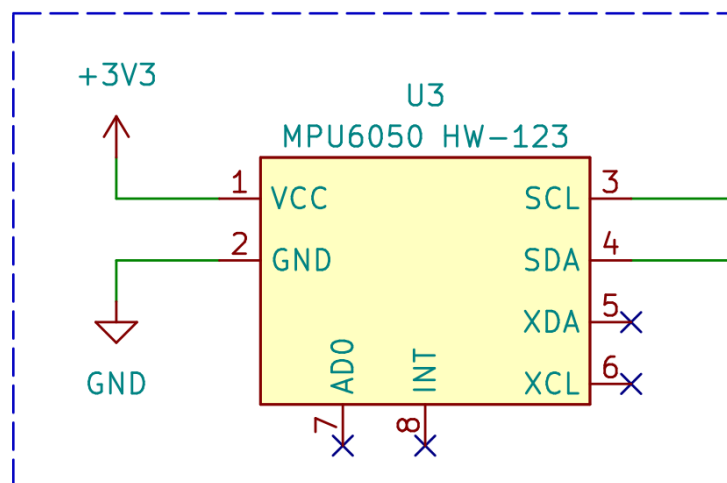 +3V3
U3
MPU6050 HW-123
1 VCC
SCL 3
2 GND
SDA 4
XDA 5
GND
XCL 6
AD0
INT
7
8